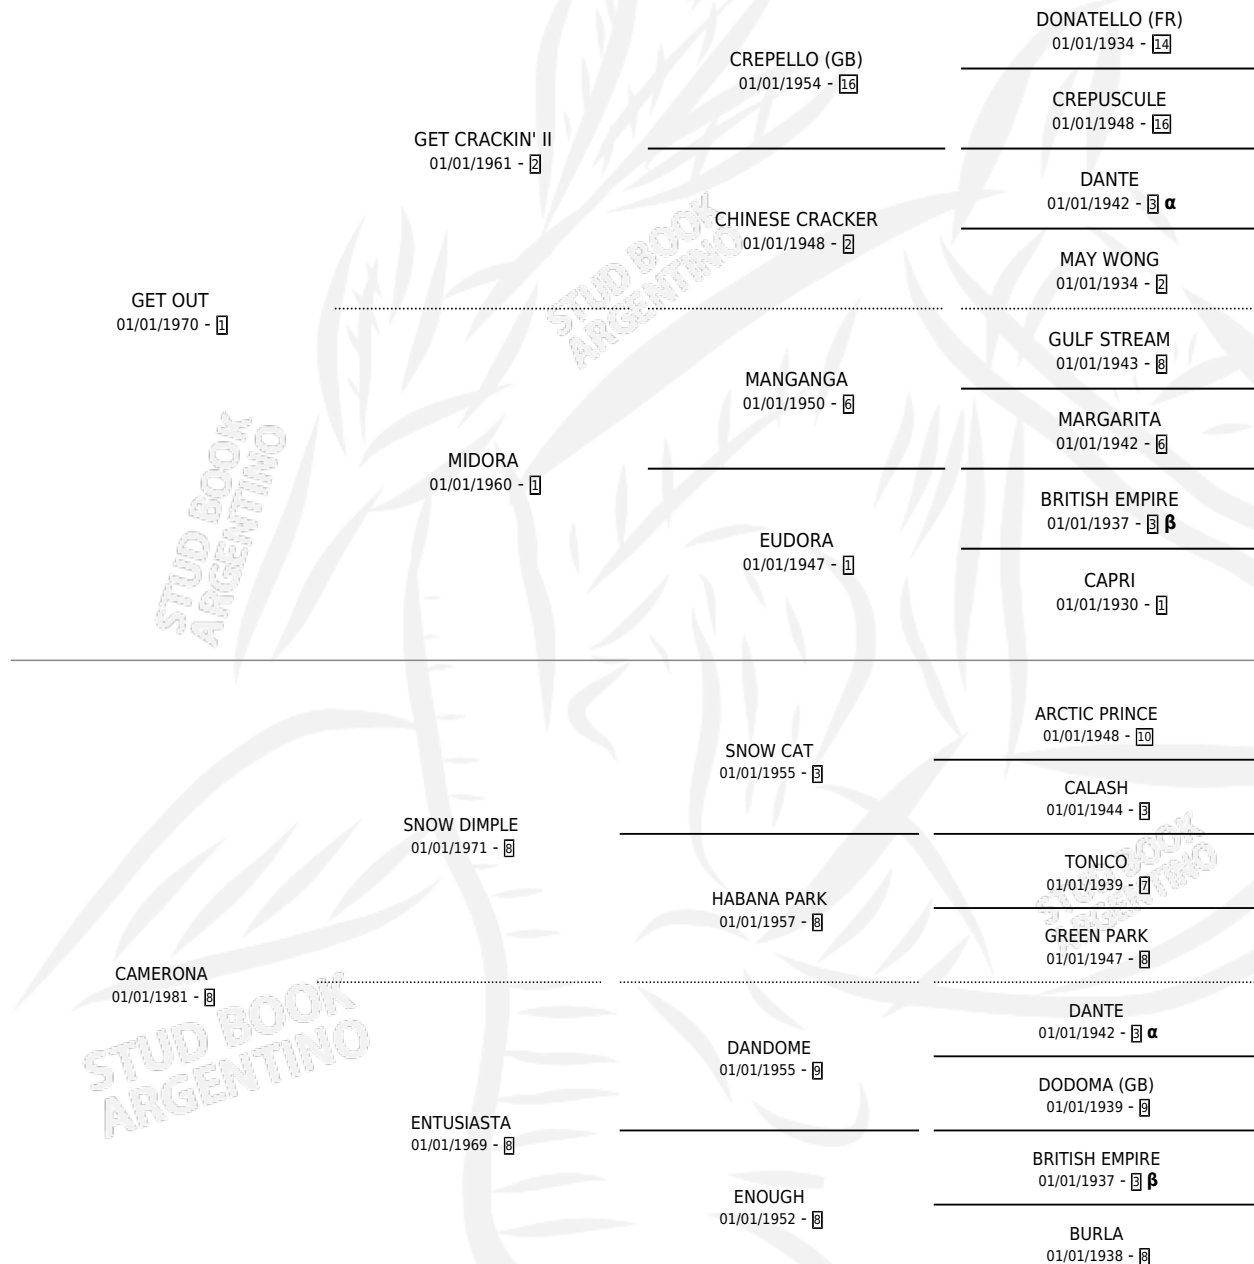 DONATELLO (FR)
01/01/1934 - 14
CREPELLO (GB)
01/01/1954 - 16
CREPUSCULE
01/01/1948 - 16
GET CRACKIN' II
01/01/1961 - 2
DANTE
01/01/1942 - 3 α
CHINESE CRACKER
01/01/1948 - 2
MAY WONG
01/01/1934 - 2
GET OUT
01/01/1970 - 1
GULF STREAM
01/01/1943 - 8
MANGANGA
01/01/1950 - 6
MARGARITA
01/01/1942 - 6
MIDORA
01/01/1960 - 1
BRITISH EMPIRE
01/01/1937 - 3 β
EUDORA
01/01/1947 - 1
CAPRI
01/01/1930 - 1
ARCTIC PRINCE
01/01/1948 - 10
SNOW CAT
01/01/1955 - 3
CALASH
01/01/1944 - 3
SNOW DIMPLE
01/01/1971 - 8
TONICO
01/01/1939 - 7
HABANA PARK
01/01/1957 - 8
GREEN PARK
01/01/1947 - 8
CAMERONA
01/01/1981 - 8
DANTE
01/01/1942 - 3 α
DANDOME
01/01/1955 - 9
DODOMA (GB)
01/01/1939 - 9
ENTUSIASTA
01/01/1969 - 8
BRITISH EMPIRE
01/01/1937 - 3 β
ENOUGH
01/01/1952 - 8
BURLA
01/01/1938 - 8
STUD BOOK
ARGENTINO
STUD BOOK
ARGENTINO
STUD BOOK
ARGENTINO
STUD BOOK
ARGENTINO